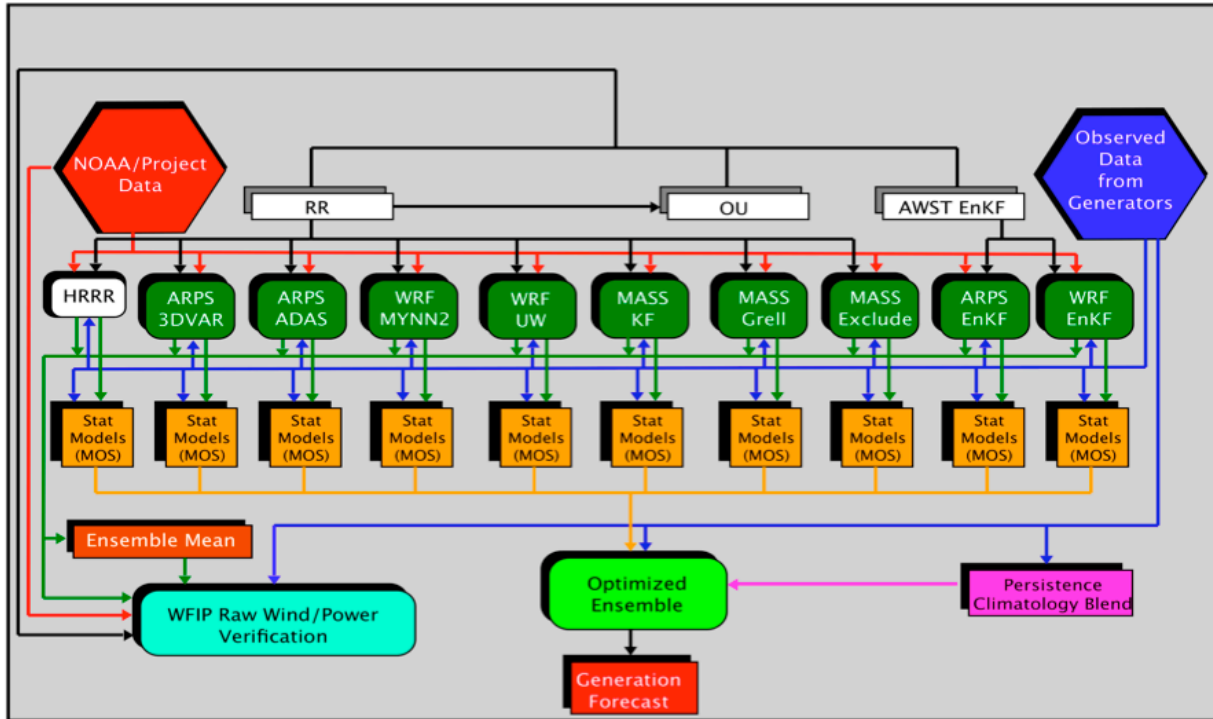 NOAA/Project
Data
Observed
Data
from
Generators
RR
OU
AWST EnKF
HRRR
ARPS
3DVAR
ARPS
ADAS
WRF
MYNN2
WRF
UW
MASS
KF
MASS
Grell
MASS
Exclude
ARPS
EnKF
WRF
EnKF
Stat
Models
(MOS)
Stat
Models
(MOS)
Stat
Models
(MOS)
Stat
Models
(MOS)
Stat
Models
(MOS)
Stat
Models
(MOS)
Stat
Models
(MOS)
Stat
Models
(MOS)
Stat
Models
(MOS)
Stat
Models
(MOS)
Ensemble Mean
WFIP Raw Wind/Power
Verification
Optimized
Ensemble
Persistence
Climatology Blend
Generation
Forecast